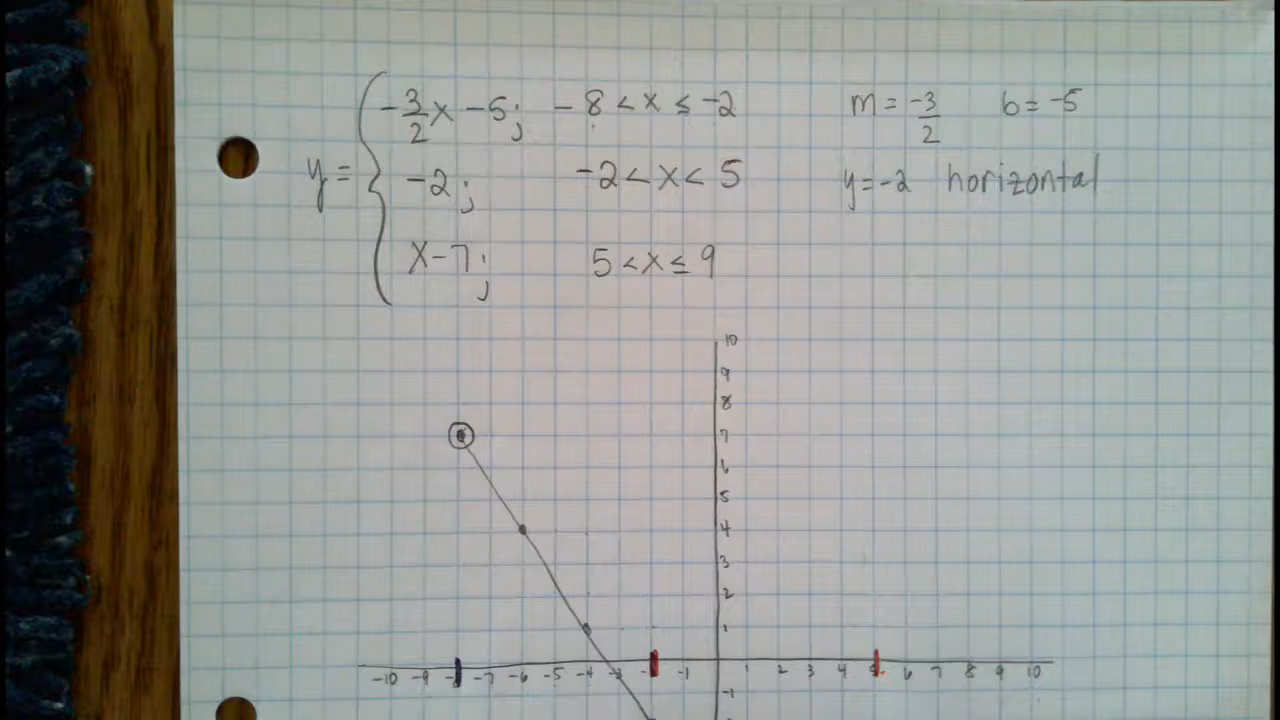 y = { -3/2 x - 5; -8 < x ≤ -2 m = -3/2 b = -5
-2; -2 < x < 5 y = -2 horizontal
x - 7; 5 < x ≤ 9
10
9
8
7
6
5
4
3
2
1
-10 -9 -7 -6 -5 -4 -3 -1 1 2 3 4 5 6 7 8 9 10
-1